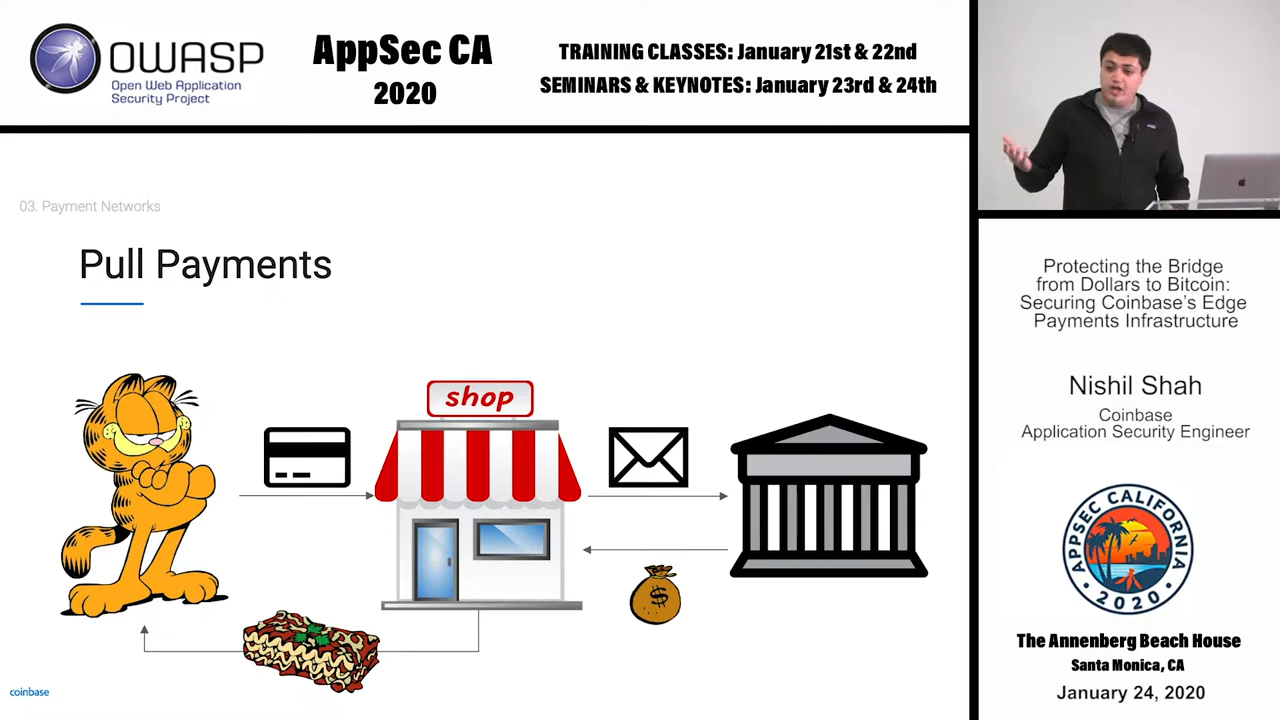 OWASP
Open Web Application
Security Project
AppSec CA
2020
TRAINING CLASSES: January 21st & 22nd
SEMINARS & KEYNOTES: January 23rd & 24th
03. Payment Networks
Pull Payments
shop
$
coinbase
Protecting the Bridge
from Dollars to Bitcoin:
Securing Coinbase's Edge
Payments Infrastructure
Nishil Shah
Coinbase
Application Security Engineer
APPSEC CALIFORNIA
2020
The Annenberg Beach House
Santa Monica, CA
January 24, 2020